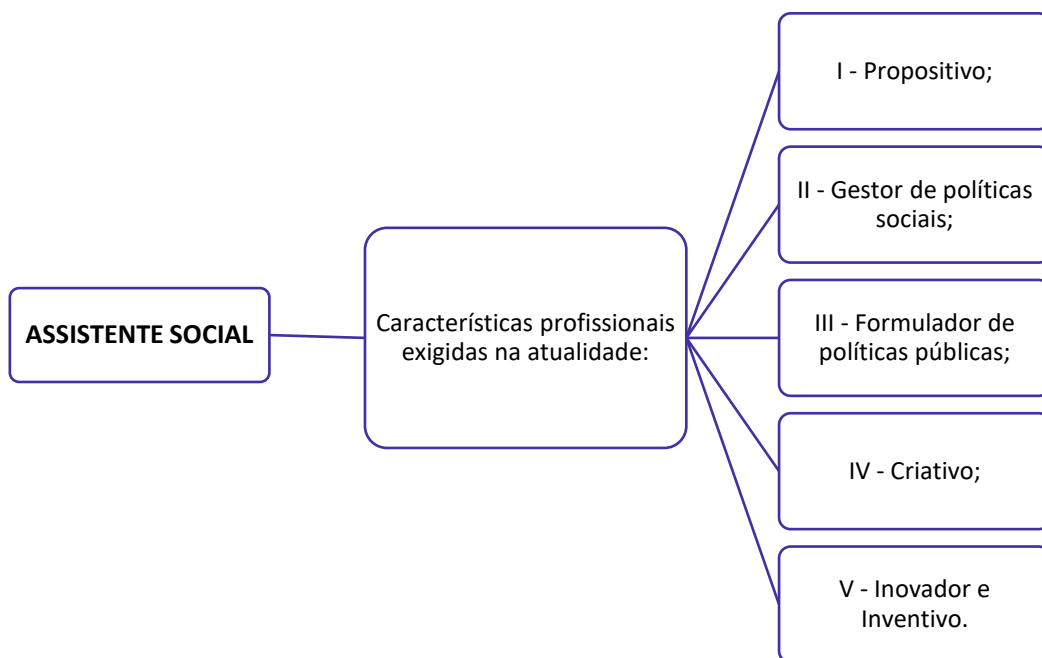 ASSISTENTE SOCIAL
Características profissionais
exigidas na atualidade:
I - Propositivo;
II - Gestor de políticas
sociais;
III - Formulador de
políticas públicas;
IV - Criativo;
V - Inovador e
Inventivo.